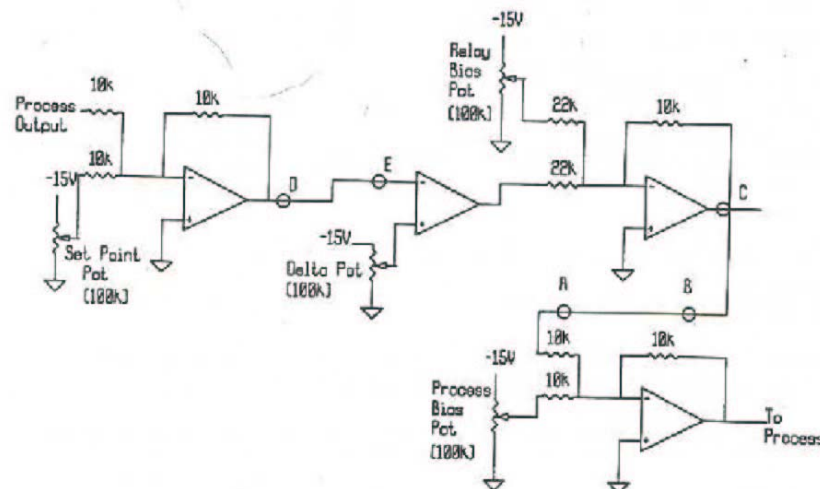 -15V
Relay
Bias
Pot
(100k)
22k
10k
22k
C
10k
Process
Output
10k
10k
-15V
Set Point
Pot
(100k)
D
E
-15V
Delta Pot
(100k)
A
B
10k
10k
10k
-15V
Process
Bias
Pot
(100k)
To
Process